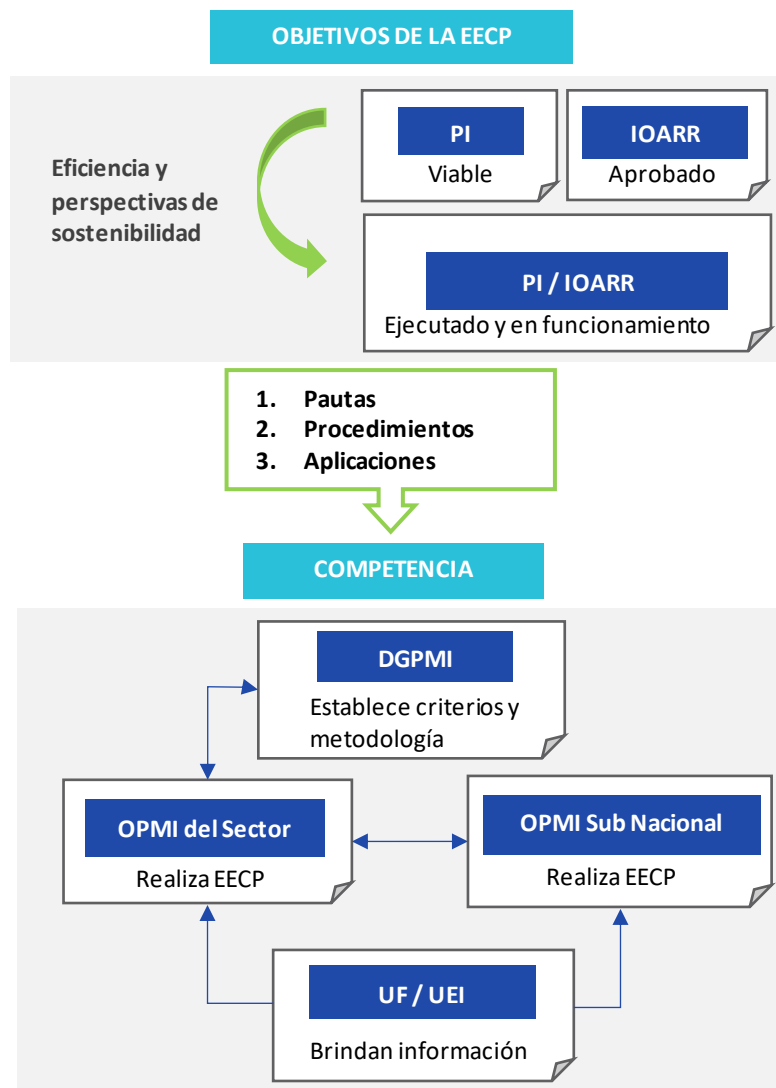 OBJETIVOS DE LA EECP
Eficiencia y
perspectivas de
sostenibilidad
PI
Viable
IOARR
Aprobado
PI / IOARR
Ejecutado y en funcionamiento
1. Pautas
2. Procedimientos
3. Aplicaciones
COMPETENCIA
DGPMI
Establece criterios y
metodología
OPMI del Sector
Realiza EECP
OPMI Sub Nacional
Realiza EECP
UF / UEI
Brindan información